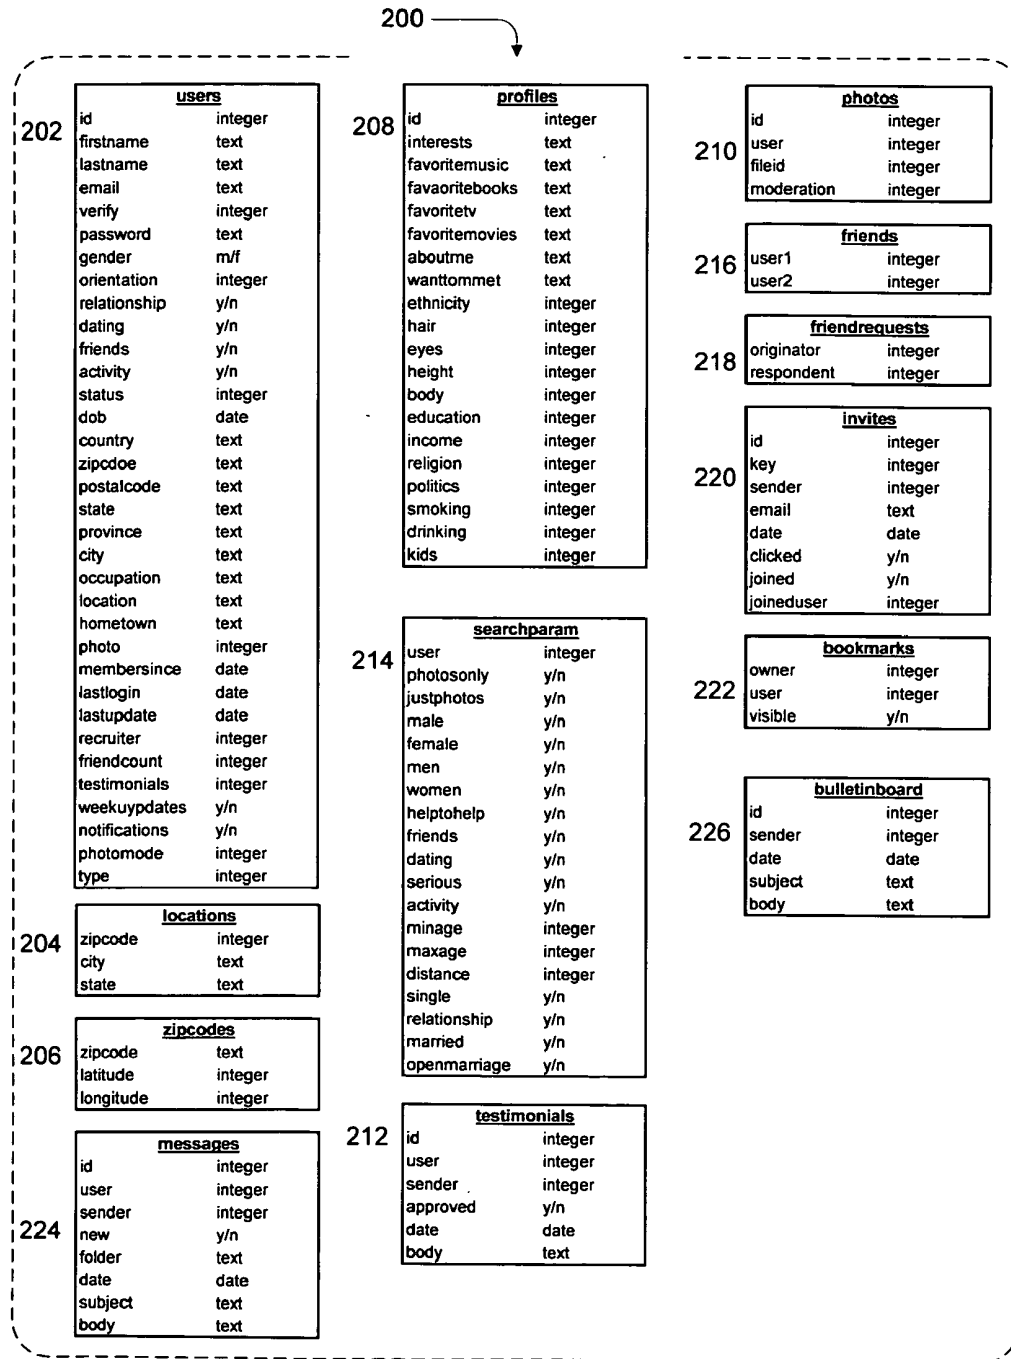 200
202
users
id integer
firstname text
lastname text
email text
verify integer
password text
gender m/f
orientation integer
relationship y/n
dating y/n
friends y/n
activity y/n
status integer
dob date
country text
zipcdoe text
postalcode text
state text
province text
city text
occupation text
location text
hometown text
photo integer
membersince date
lastlogin date
lastupdate date
recruiter integer
friendcount integer
testimonials integer
weekuypdates y/n
notifications y/n
photomode integer
type integer
204
locations
zipcode integer
city text
state text
206
zipcodes
zipcode text
latitude integer
longitude integer
224
messages
id integer
user integer
sender integer
new y/n
folder text
date date
subject text
body text
208
profiles
id integer
interests text
favoritemusic text
favaoritebooks text
favoritetv text
favoritemovies text
aboutme text
wanttommet text
ethnicity integer
hair integer
eyes integer
height integer
body integer
education integer
income integer
religion integer
politics integer
smoking integer
drinking integer
kids integer
214
searchparam
user integer
photosonly y/n
justphotos y/n
male y/n
female y/n
men y/n
women y/n
helptohelp y/n
friends y/n
dating y/n
serious y/n
activity y/n
minage integer
maxage integer
distance integer
single y/n
relationship y/n
married y/n
openmarriage y/n
212
testimonials
id integer
user integer
sender integer
approved y/n
date date
body text
210
photos
id integer
user integer
fileid integer
moderation integer
216
friends
user1 integer
user2 integer
218
friendrequests
originator integer
respondent integer
220
invites
id integer
key integer
sender integer
email text
date date
clicked y/n
joined y/n
joineduser integer
222
bookmarks
owner integer
user integer
visible y/n
226
bulletinboard
id integer
sender integer
date date
subject text
body text